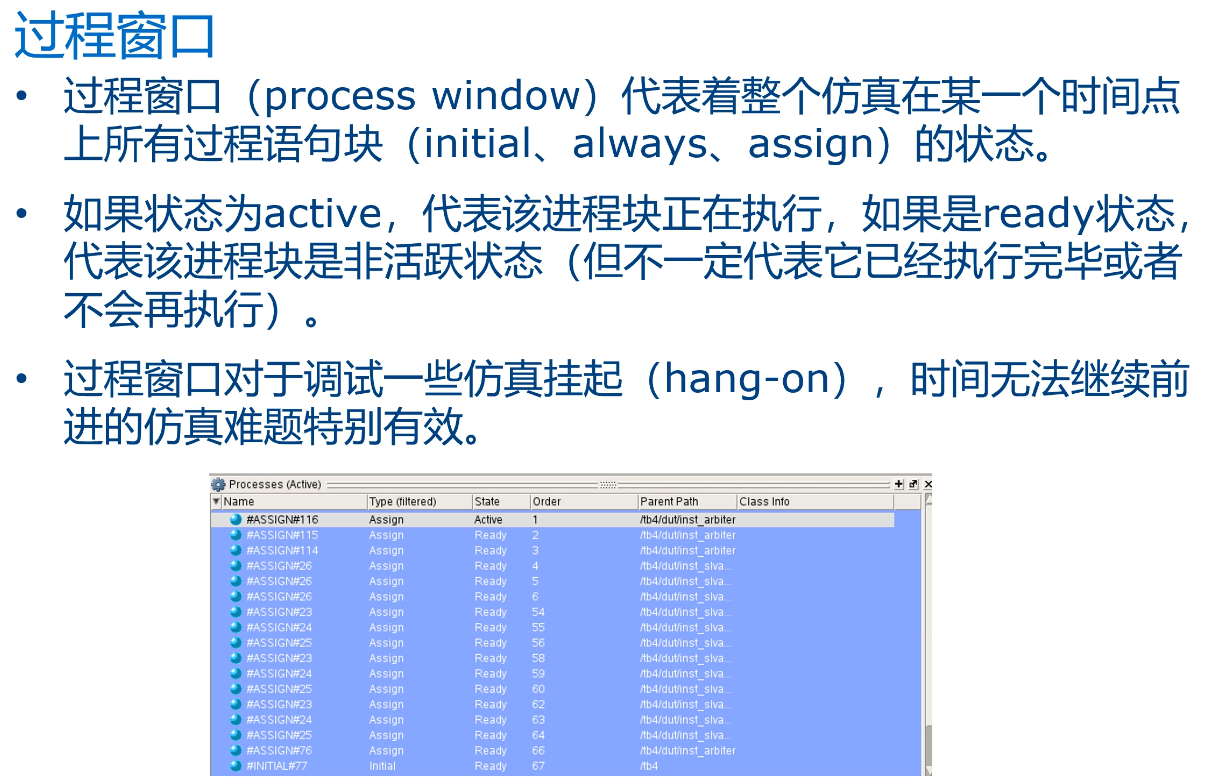 过程窗口
• 过程窗口（process window）代表着整个仿真在某一个时间点
上所有过程语句块（initial、always、assign）的状态。
• 如果状态为active，代表该进程块正在执行，如果是ready状态，
代表该进程块是非活跃状态（但不一定代表它已经执行完毕或者
不会再执行）。
• 过程窗口对于调试一些仿真挂起（hang-on），时间无法继续前
进的仿真难题特别有效。
Processes (Active)
Name Type (filtered) State Order Parent Path Class Info
#ASSIGN#116 Assign Active 1 /tb4/dut/inst_arbiter
#ASSIGN#115 Assign Ready 2 /tb4/dut/inst_arbiter
#ASSIGN#114 Assign Ready 3 /tb4/dut/inst_arbiter
#ASSIGN#26 Assign Ready 4 /tb4/dut/inst_slva...
#ASSIGN#26 Assign Ready 5 /tb4/dut/inst_slva...
#ASSIGN#26 Assign Ready 6 /tb4/dut/inst_slva...
#ASSIGN#23 Assign Ready 54 /tb4/dut/inst_slva...
#ASSIGN#24 Assign Ready 55 /tb4/dut/inst_slva...
#ASSIGN#25 Assign Ready 56 /tb4/dut/inst_slva...
#ASSIGN#23 Assign Ready 58 /tb4/dut/inst_slva...
#ASSIGN#24 Assign Ready 59 /tb4/dut/inst_slva...
#ASSIGN#25 Assign Ready 60 /tb4/dut/inst_slva...
#ASSIGN#23 Assign Ready 62 /tb4/dut/inst_slva...
#ASSIGN#24 Assign Ready 63 /tb4/dut/inst_slva...
#ASSIGN#25 Assign Ready 64 /tb4/dut/inst_slva...
#ASSIGN#76 Assign Ready 66 /tb4/dut/inst_arbiter
#INITIAL#77 Initial Ready 67 /tb4